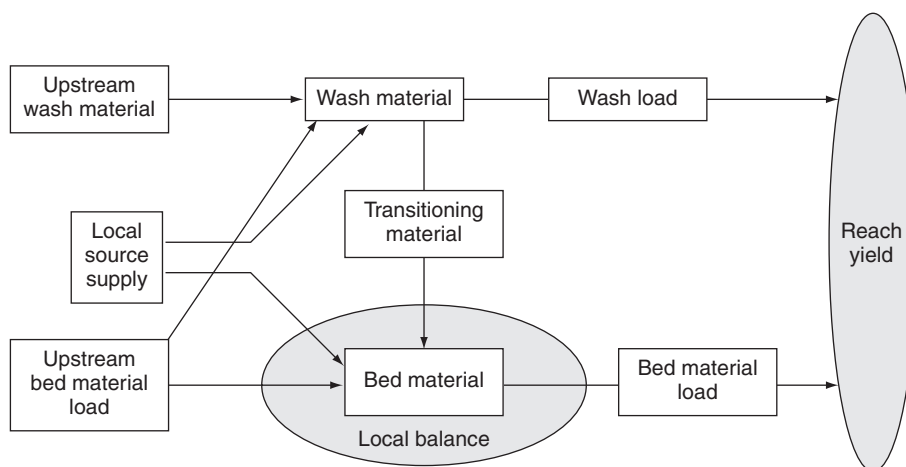 Upstream
wash material
Wash material
Wash load
Transitioning
material
Local
source
supply
Reach
yield
Upstream
bed material
load
Bed material
Bed material
load
Local balance